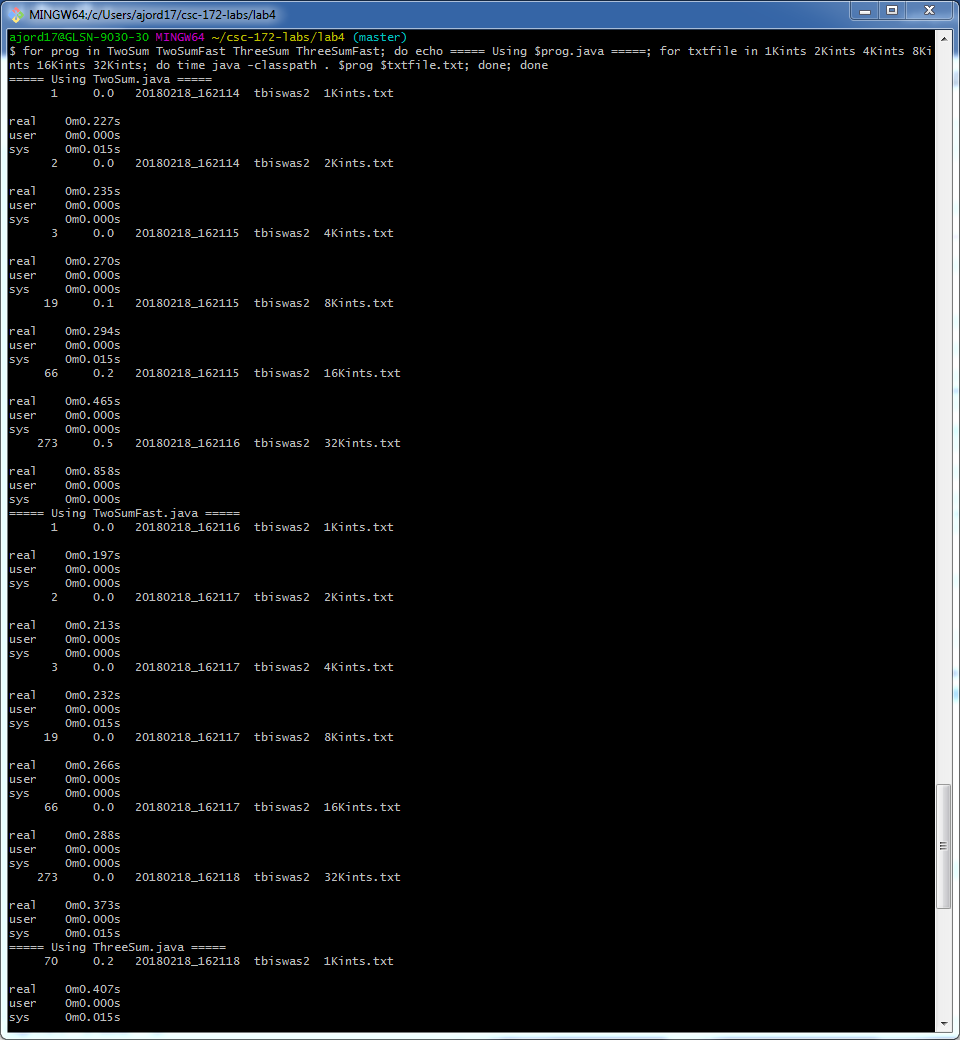 MINGW64:/c/Users/ajord17/csc-172-labs/lab4
ajord17@GLSN-9030-30 MINGW64 ~/csc-172-labs/lab4 (master)
$ for prog in TwoSum TwoSumFast ThreeSum ThreeSumFast; do echo ===== Using $prog.java =====; for txtfile in 1Kints 2Kints 4Kints 8Ki
nts 16Kints 32Kints; do time java -classpath . $prog $txtfile.txt; done; done
===== Using TwoSum.java =====
1 0.0 20180218_162114 tbiswas2 1Kints.txt
real 0m0.227s
user 0m0.000s
sys 0m0.015s
2 0.0 20180218_162114 tbiswas2 2Kints.txt
real 0m0.235s
user 0m0.000s
sys 0m0.000s
3 0.0 20180218_162115 tbiswas2 4Kints.txt
real 0m0.270s
user 0m0.000s
sys 0m0.000s
19 0.1 20180218_162115 tbiswas2 8Kints.txt
real 0m0.294s
user 0m0.000s
sys 0m0.015s
66 0.2 20180218_162115 tbiswas2 16Kints.txt
real 0m0.465s
user 0m0.000s
sys 0m0.000s
273 0.5 20180218_162116 tbiswas2 32Kints.txt
real 0m0.858s
user 0m0.000s
sys 0m0.000s
===== Using TwoSumFast.java =====
1 0.0 20180218_162116 tbiswas2 1Kints.txt
real 0m0.197s
user 0m0.000s
sys 0m0.000s
2 0.0 20180218_162117 tbiswas2 2Kints.txt
real 0m0.213s
user 0m0.000s
sys 0m0.000s
3 0.0 20180218_162117 tbiswas2 4Kints.txt
real 0m0.232s
user 0m0.000s
sys 0m0.015s
19 0.0 20180218_162117 tbiswas2 8Kints.txt
real 0m0.266s
user 0m0.000s
sys 0m0.000s
66 0.0 20180218_162117 tbiswas2 16Kints.txt
real 0m0.288s
user 0m0.000s
sys 0m0.000s
273 0.0 20180218_162118 tbiswas2 32Kints.txt
real 0m0.373s
user 0m0.000s
sys 0m0.015s
===== Using ThreeSum.java =====
70 0.2 20180218_162118 tbiswas2 1Kints.txt
real 0m0.407s
user 0m0.000s
sys 0m0.015s